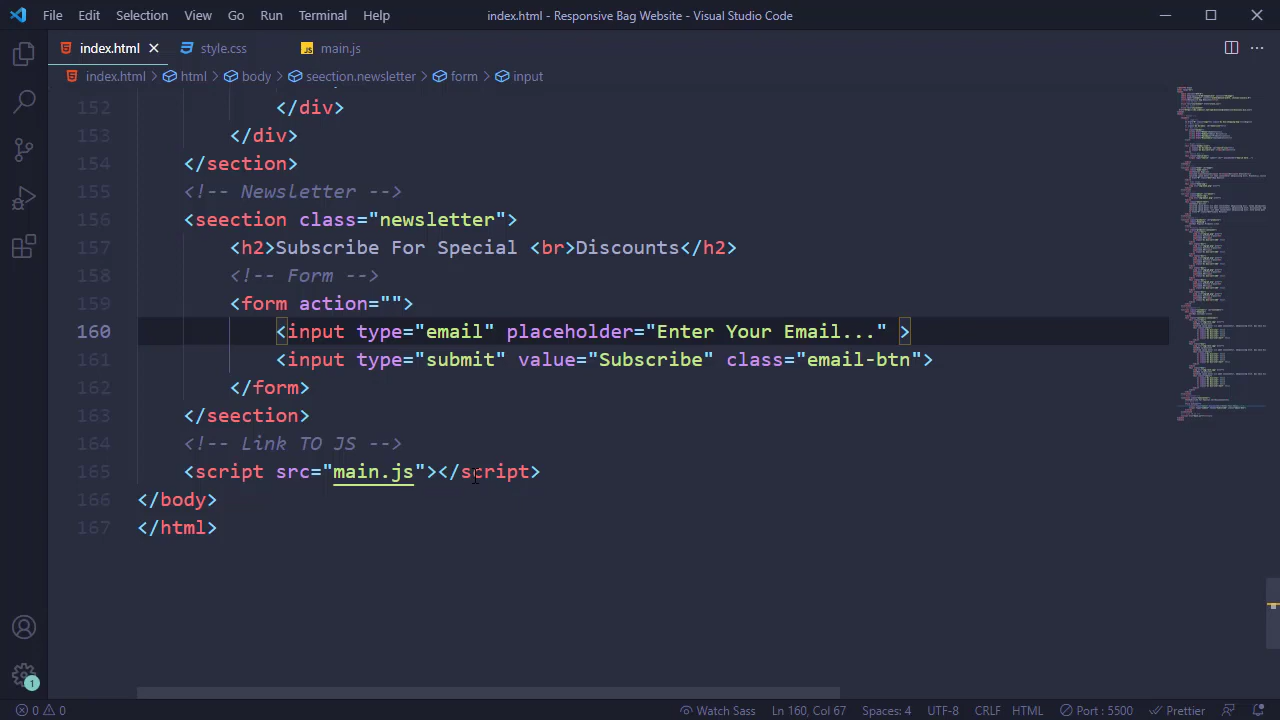 File Edit Selection View Go Run Terminal Help index.html - Responsive Bag Website - Visual Studio Code
index.html style.css main.js
index.html > html > body > seection.newsletter > form > input
152 </div>
153 </div>
154 </section>
155 <!-- Newsletter -->
156 <seection class="newsletter">
157 <h2>Subscribe For Special <br>Discounts</h2>
158 <!-- Form -->
159 <form action="">
160 <input type="email" placeholder="Enter Your Email..." >
161 <input type="submit" value="Subscribe" class="email-btn">
162 </form>
163 </seection>
164 <!-- Link TO JS -->
165 <script src="main.js"></script>
166 </body>
167 </html>
1
0 0 Watch Sass Ln 160, Col 67 Spaces: 4 UTF-8 CRLF HTML Port : 5500 Prettier